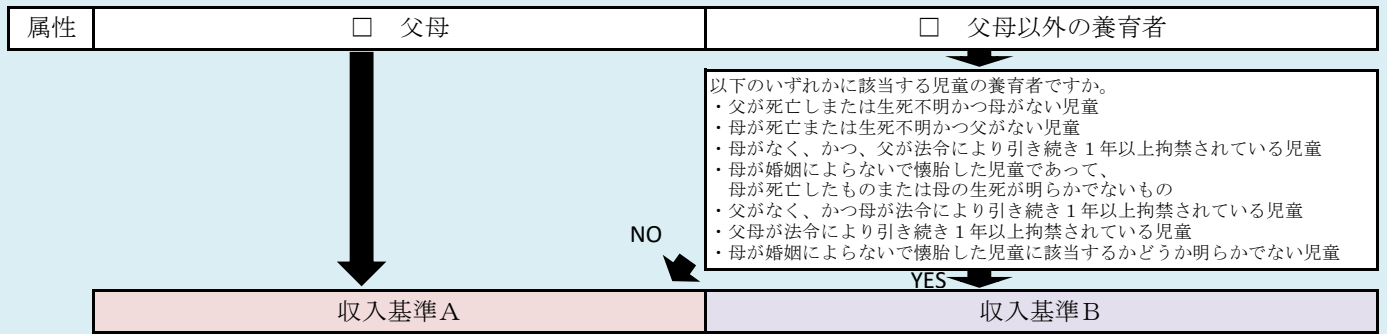 属性
□ 父母
□ 父母以外の養育者
以下のいずれかに該当する児童の養育者ですか。
・父が死亡しまたは生死不明かつ母がない児童
・母が死亡または生死不明かつ父がない児童
・母がなく、かつ、父が法令により引き続き１年以上拘禁されている児童
・母が婚姻によらないで懐胎した児童であって、
母が死亡したものまたは母の生死が明らかでないもの
・父がなく、かつ母が法令により引き続き１年以上拘禁されている児童
・父母が法令により引き続き１年以上拘禁されている児童
・母が婚姻によらないで懐胎した児童に該当するかどうか明らかでない児童
NO
YES
収入基準Ａ
収入基準Ｂ